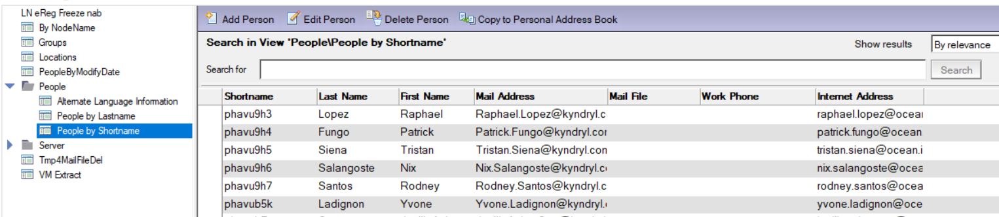 LN eReg Freeze nab
By NodeName
Groups
Locations
PeopleByModifyDate
People
Alternate Language Information
People by Lastname
People by Shortname
Server
Tmp4MailFileDel
VM Extract
Add Person Edit Person Delete Person Copy to Personal Address Book
Search in View 'People\People by Shortname' Show results By relevance
Search for Search
Shortname Last Name First Name Mail Address Mail File Work Phone Internet Address
phavu9h3 Lopez Raphael Raphael.Lopez@kyndryl.c raphael.lopez@ocean
phavu9h4 Fungo Patrick Patrick.Fungo@kyndryl.cor patrick.fungo@ocean
phavu9h5 Siena Tristan Tristan.Siena@kyndryl.con tristan.siena@ocean.i
phavu9h6 Salangoste Nix Nix.Salangoste@kyndryl.c nix.salangoste@ocea
phavu9h7 Santos Rodney Rodney.Santos@kyndryl.c rodney.santos@ocea
phavub5k Ladignon Yvone Yvone.Ladignon@kyndryl. yvone.ladignon@oce